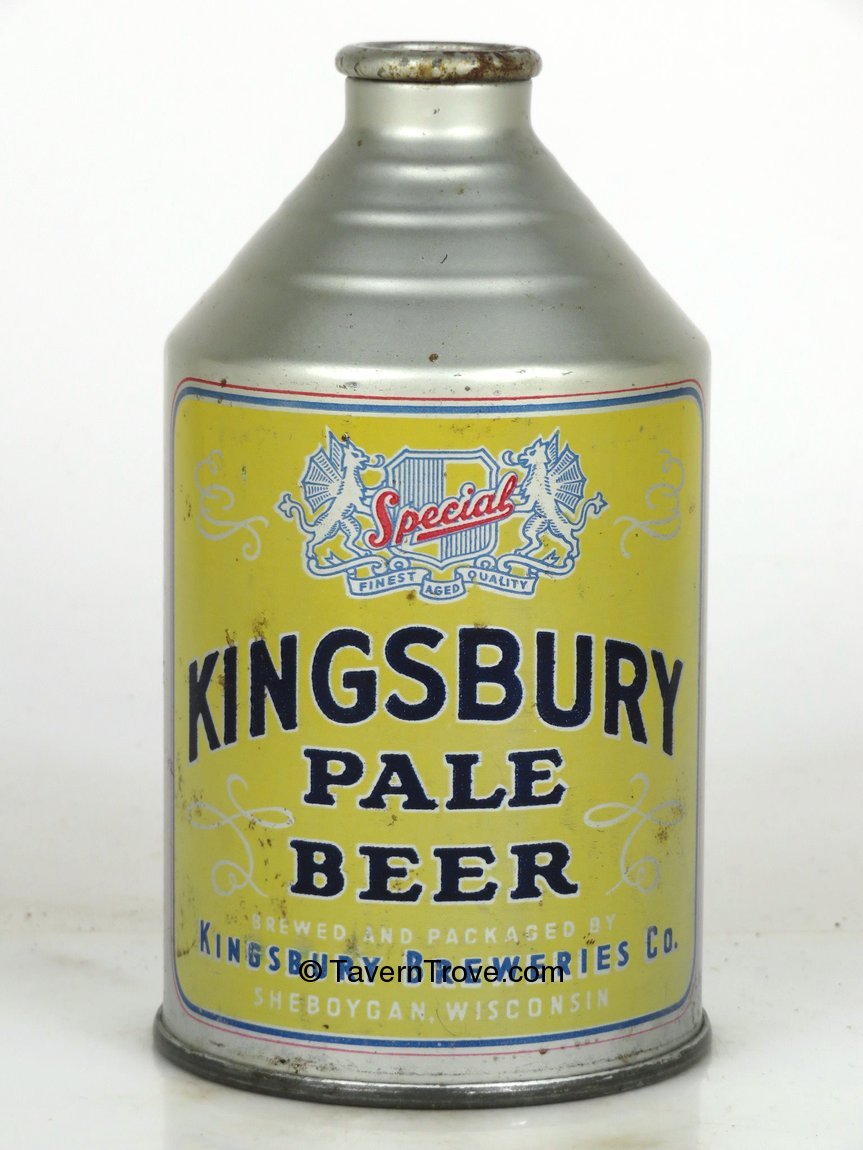 Special
FINEST AGED QUALITY
KINGSBURY
PALE
BEER
BREWED AND PACKAGED BY
KINGSBURY BREWERIES CO.
© TavernTrove.com
SHEBOYGAN, WISCONSIN